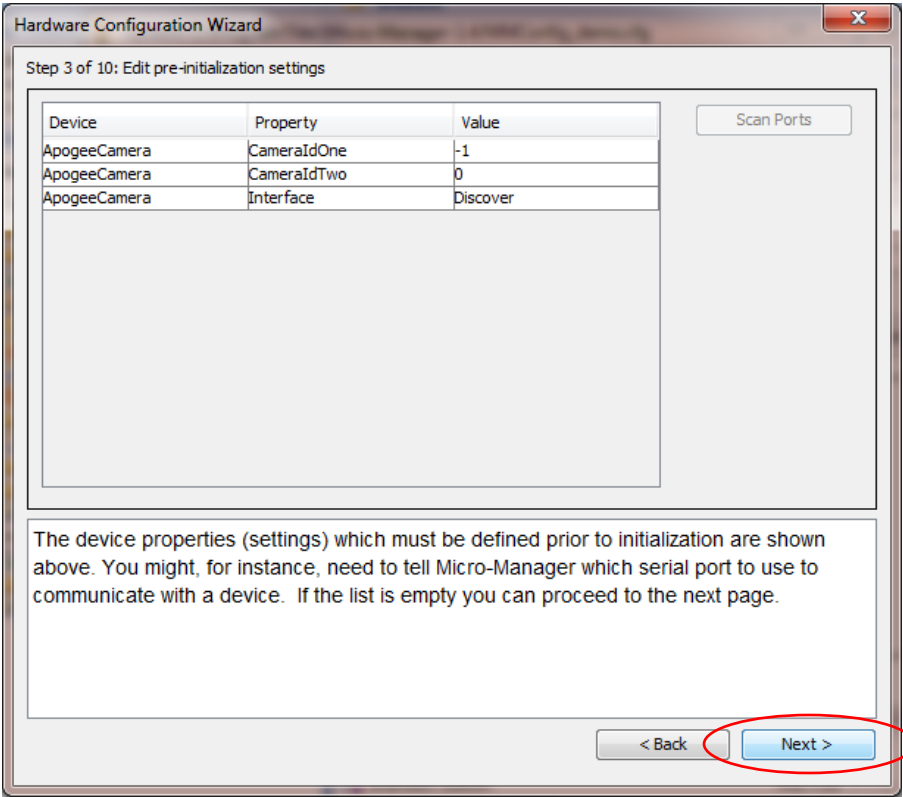 Hardware Configuration Wizard
Step 3 of 10: Edit pre-initialization settings
Device Property Value
Scan Ports
ApogeeCamera CameraIdOne -1
ApogeeCamera CameraIdTwo 0
ApogeeCamera Interface Discover
The device properties (settings) which must be defined prior to initialization are shown
above. You might, for instance, need to tell Micro-Manager which serial port to use to
communicate with a device.  If the list is empty you can proceed to the next page.
< Back Next >